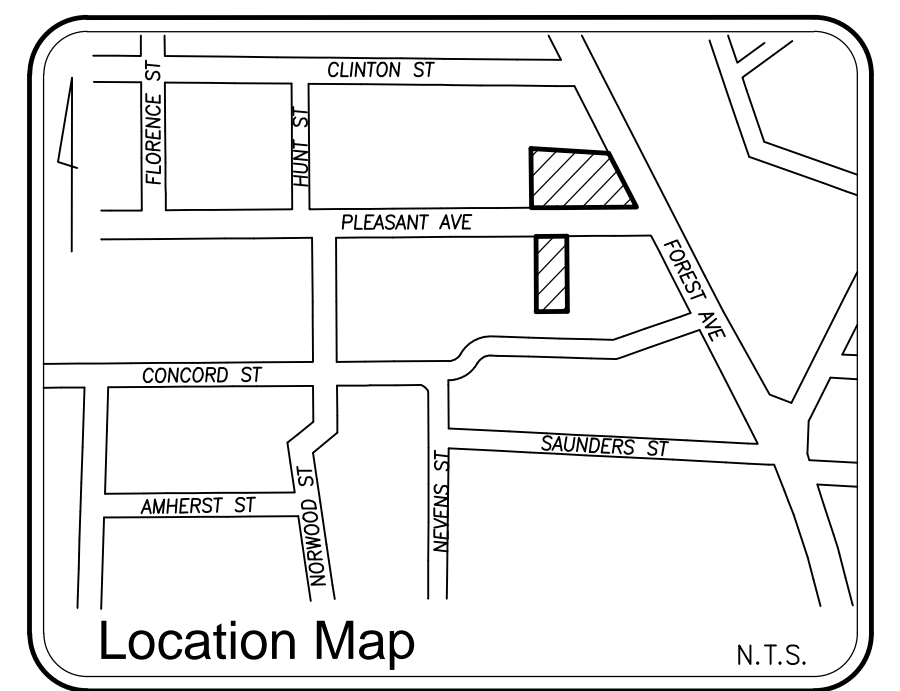 CLINTON ST
FLORENCE ST
HUNT ST
PLEASANT AVE
FOREST AVE
CONCORD ST
SAUNDERS ST
NEVENS ST
AMHERST ST
NORWOOD ST
Location Map
N.T.S.